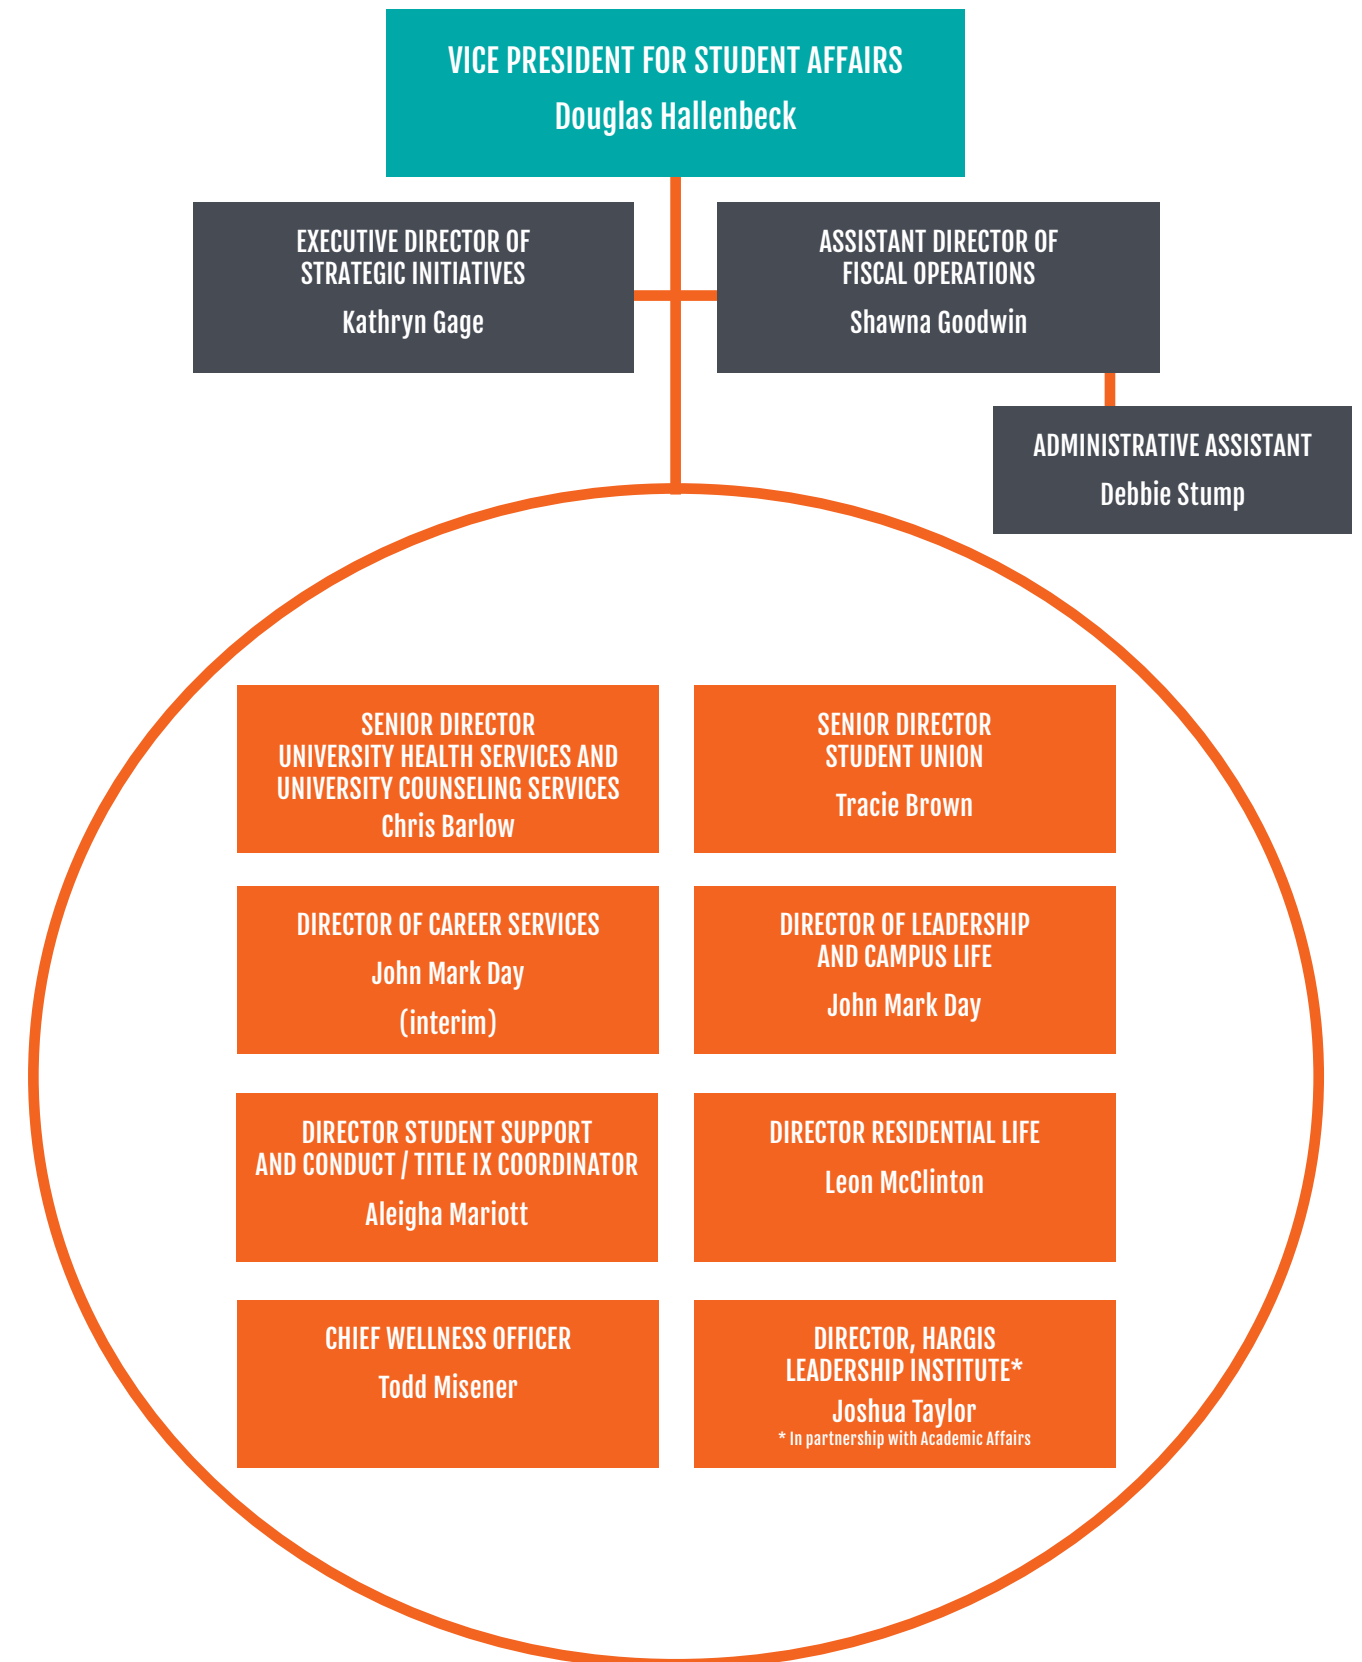 VICE PRESIDENT FOR STUDENT AFFAIRS
Douglas Hallenbeck
EXECUTIVE DIRECTOR OF
STRATEGIC INITIATIVES
Kathryn Gage
ASSISTANT DIRECTOR OF
FISCAL OPERATIONS
Shawna Goodwin
ADMINISTRATIVE ASSISTANT
Debbie Stump
SENIOR DIRECTOR
UNIVERSITY HEALTH SERVICES AND
UNIVERSITY COUNSELING SERVICES
Chris Barlow
SENIOR DIRECTOR
STUDENT UNION
Tracie Brown
DIRECTOR OF CAREER SERVICES
John Mark Day
(interim)
DIRECTOR OF LEADERSHIP
AND CAMPUS LIFE
John Mark Day
DIRECTOR STUDENT SUPPORT
AND CONDUCT / TITLE IX COORDINATOR
Aleigha Mariott
DIRECTOR RESIDENTIAL LIFE
Leon McClinton
CHIEF WELLNESS OFFICER
Todd Misener
DIRECTOR, HARGIS
LEADERSHIP INSTITUTE*
Joshua Taylor
* In partnership with Academic Affairs